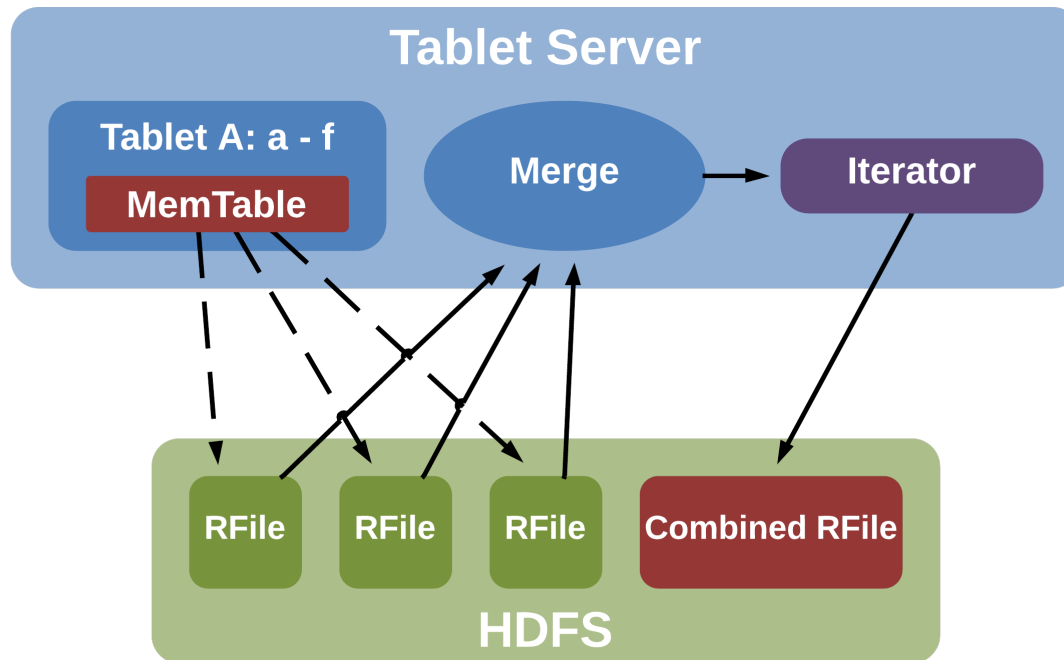 Tablet Server
Tablet A: a - f
MemTable
Merge
Iterator
RFile
RFile
RFile
Combined RFile
HDFS